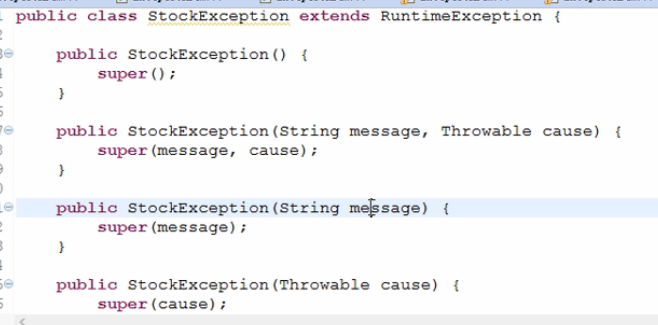 public class StockException extends RuntimeException {
public StockException() {
super();
}
public StockException(String message, Throwable cause) {
super(message, cause);
}
public StockException(String message) {
super(message);
}
public StockException(Throwable cause) {
super(cause);